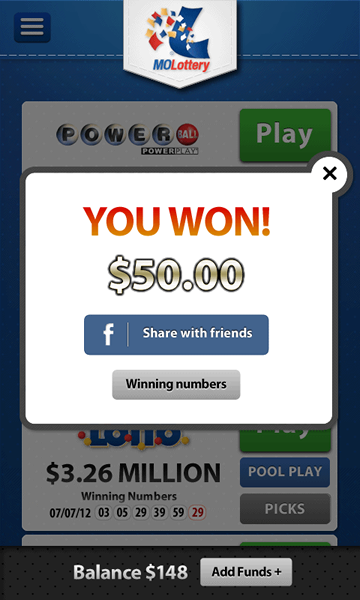 MOLottery
POWERBALL
POWERPLAY
Play
YOU WON!
$50.00
f Share with friends
Winning numbers
Lotto
Play
$3.26 MILLION
POOL PLAY
Winning Numbers
07/07/12 03 05 29 39 59 29
PICKS
Balance $148
Add Funds +